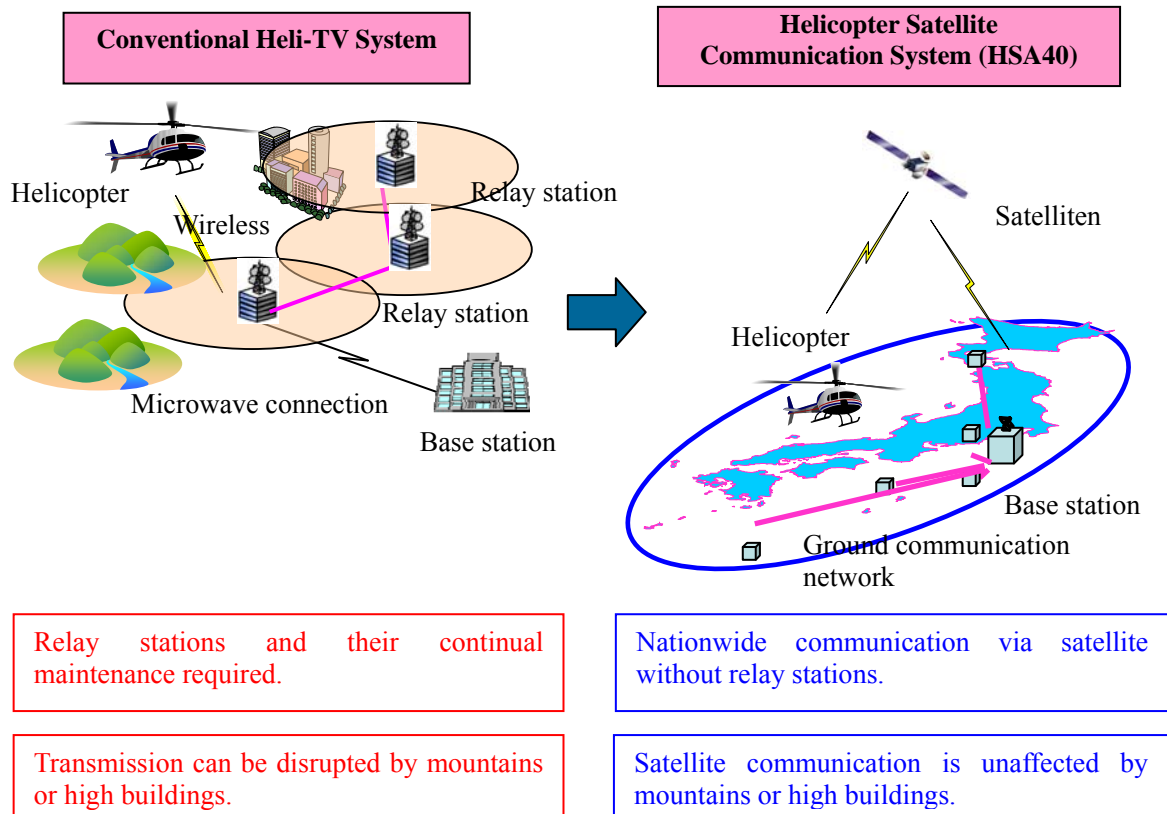 Conventional Heli-TV System
Helicopter
Wireless
Relay station
Relay station
Microwave connection
Base station
Relay stations and their continual
maintenance required.
Transmission can be disrupted by mountains
or high buildings.
Helicopter Satellite
Communication System (HSA40)
Satelliten
Helicopter
Base station
Ground communication
network
Nationwide communication via satellite
without relay stations.
Satellite communication is unaffected by
mountains or high buildings.